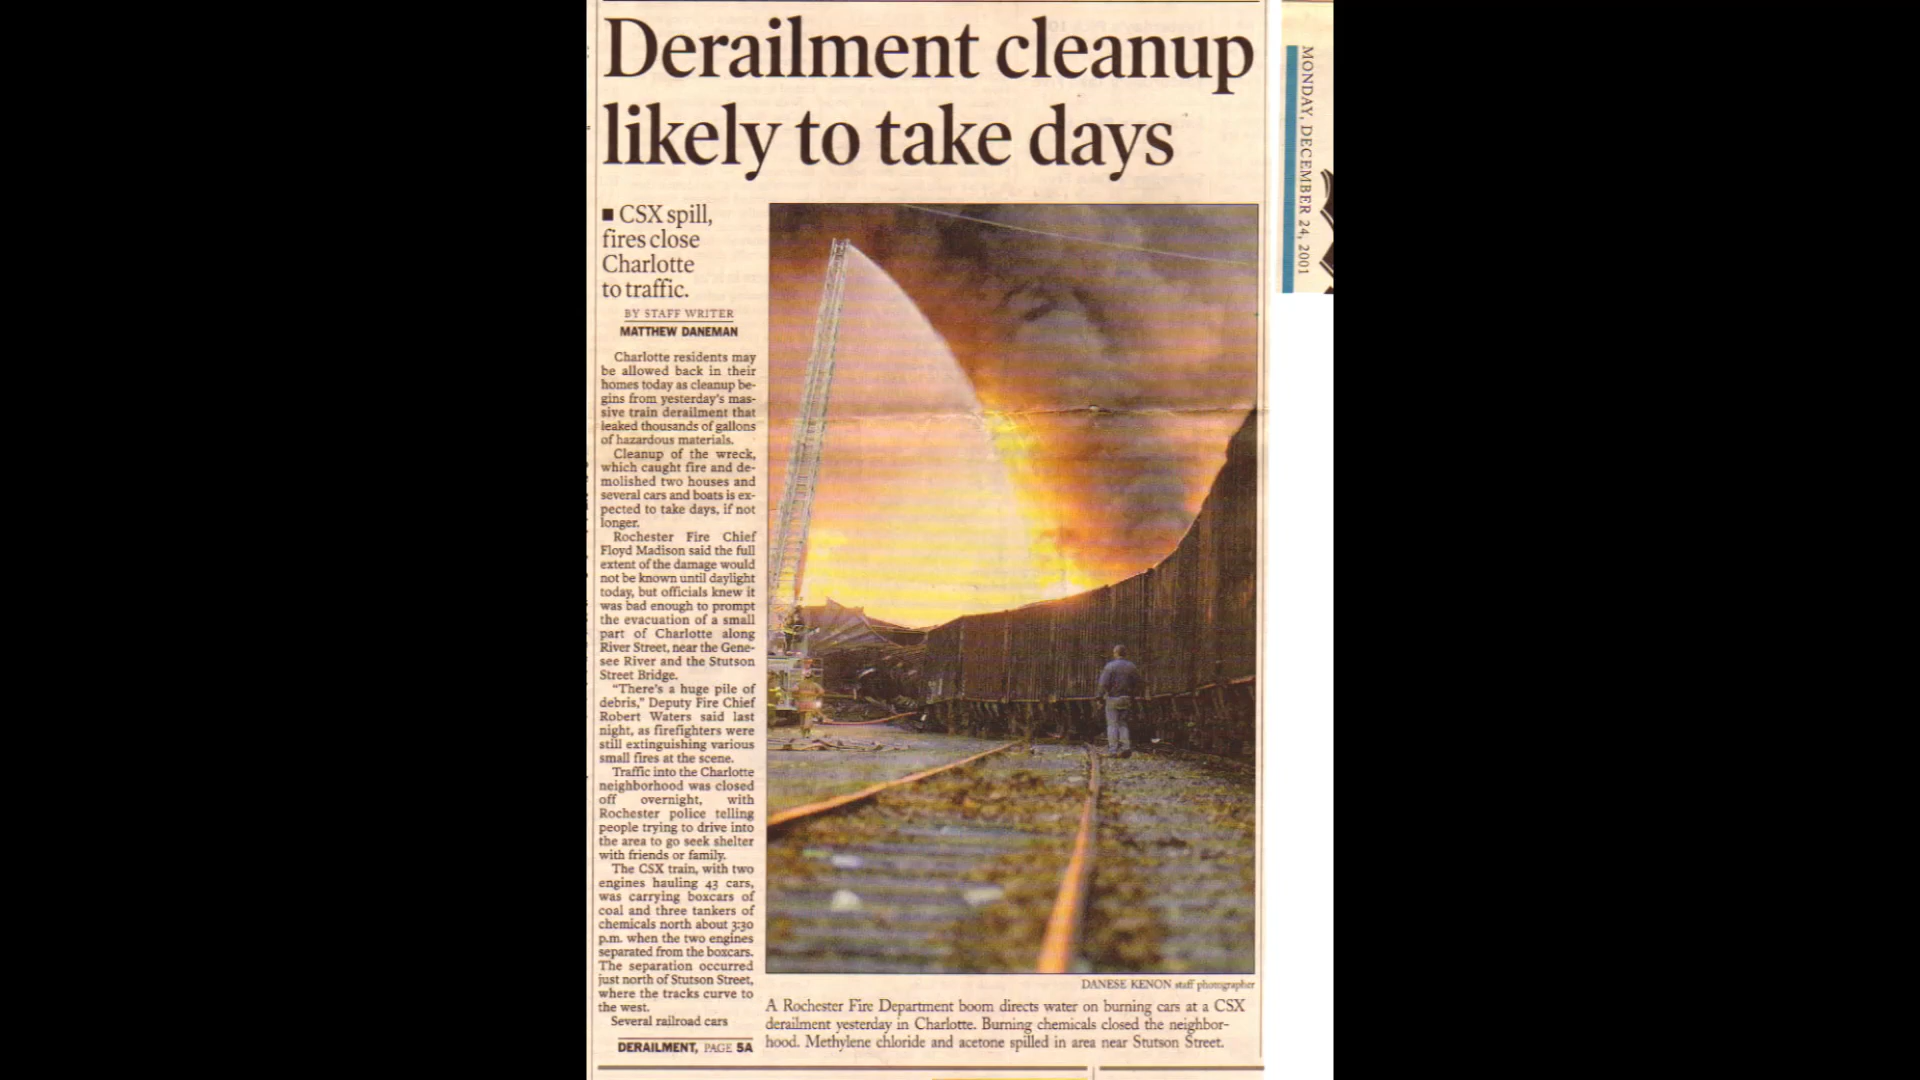 Derailment cleanup
likely to take days
MONDAY, DECEMBER 24, 2001
■ CSX spill,
fires close
Charlotte
to traffic.
BY STAFF WRITER
MATTHEW DANEMAN
Charlotte residents may
be allowed back in their
homes today as cleanup be-
gins from yesterday's mas-
sive train derailment that
leaked thousands of gallons
of hazardous materials.
Cleanup of the wreck,
which caught fire and de-
molished two houses and
several cars and boats is ex-
pected to take days, if not
longer.
Rochester Fire Chief
Floyd Madison said the full
extent of the damage would
not be known until daylight
today, but officials knew it
was bad enough to prompt
the evacuation of a small
part of Charlotte along
River Street, near the Gene-
see River and the Stutson
Street Bridge.
"There's a huge pile of
debris," Deputy Fire Chief
Robert Waters said last
night, as firefighters were
still extinguishing various
small fires at the scene.
Traffic into the Charlotte
neighborhood was closed
off overnight, with
Rochester police telling
people trying to drive into
the area to go seek shelter
with friends or family.
The CSX train, with two
engines hauling 43 cars,
was carrying boxcars of
coal and three tankers of
chemicals north about 3:30
p.m. when the two engines
separated from the boxcars.
The separation occurred
just north of Stutson Street,
where the tracks curve to
the west.
Several railroad cars
DERAILMENT, PAGE 5A
DANESE KENON staff photographer
A Rochester Fire Department boom directs water on burning cars at a CSX
derailment yesterday in Charlotte. Burning chemicals closed the neighbor-
hood. Methylene chloride and acetone spilled in area near Stutson Street.